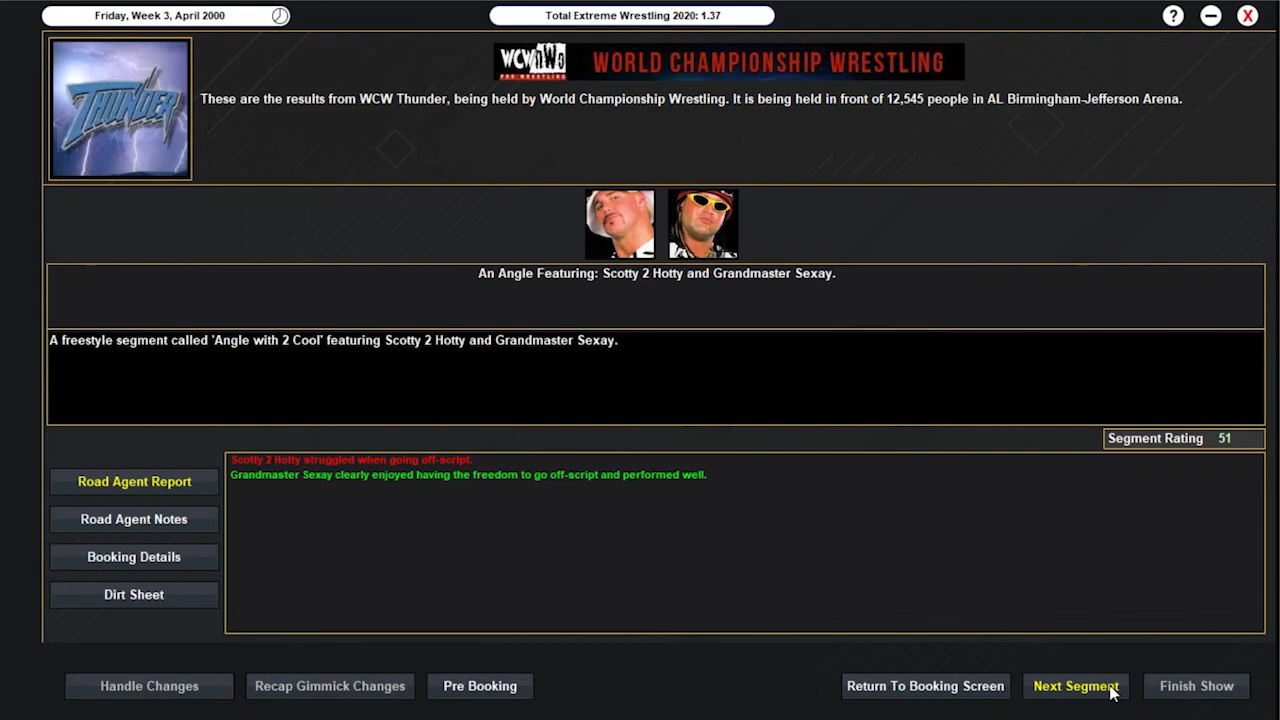 Friday, Week 3, April 2000
Total Extreme Wrestling 2020: 1.37
?
X
THUNDER
WCW nWo
PRO WRESTLING
WORLD CHAMPIONSHIP WRESTLING
These are the results from WCW Thunder, being held by World Championship Wrestling. It is being held in front of 12,545 people in AL Birmingham-Jefferson Arena.
An Angle Featuring: Scotty 2 Hotty and Grandmaster Sexay.
A freestyle segment called 'Angle with 2 Cool' featuring Scotty 2 Hotty and Grandmaster Sexay.
Segment Rating 51
Scotty 2 Hotty struggled when going off-script.
Grandmaster Sexay clearly enjoyed having the freedom to go off-script and performed well.
Road Agent Report
Road Agent Notes
Booking Details
Dirt Sheet
Handle Changes
Recap Gimmick Changes
Pre Booking
Return To Booking Screen
Next Segment
Finish Show